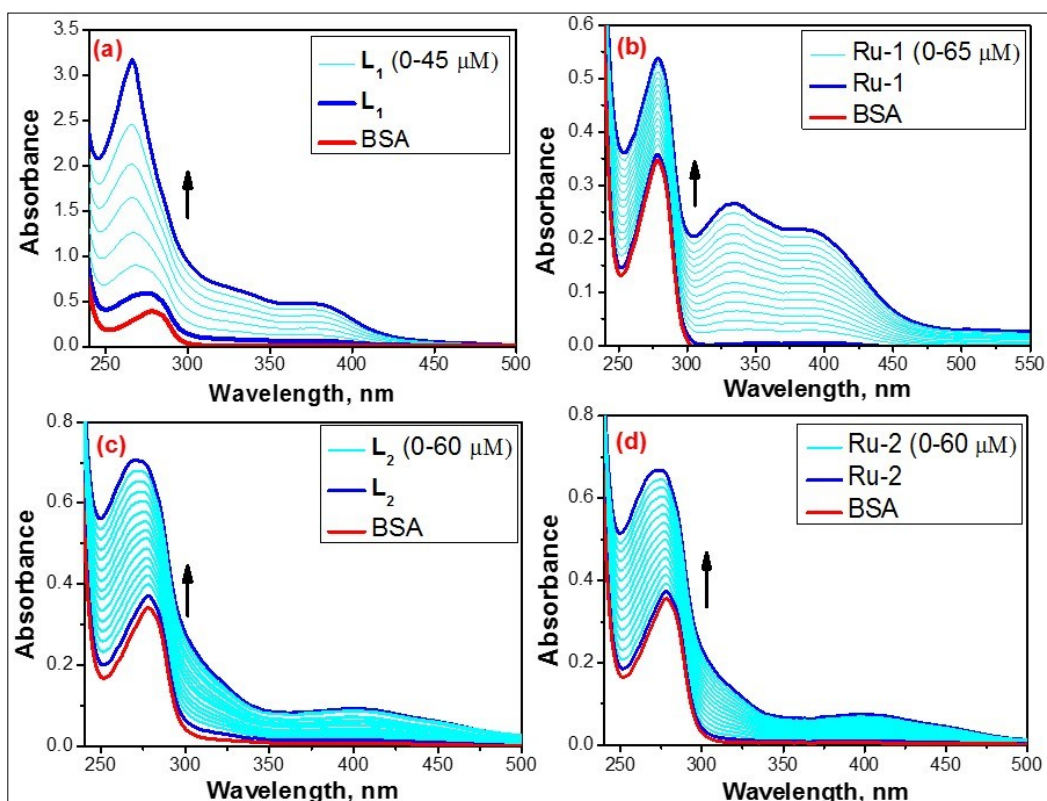 (a)
L₁ (0-45 μM)
L₁
BSA
3.5
3.0
2.5
2.0
1.5
1.0
0.5
0.0
Absorbance
250 300 350 400 450 500
Wavelength, nm
(b)
Ru-1 (0-65 μM)
Ru-1
BSA
0.6
0.5
0.4
0.3
0.2
0.1
0.0
Absorbance
250 300 350 400 450 500 550
Wavelength, nm
(c)
L₂ (0-60 μM)
L₂
BSA
0.8
0.6
0.4
0.2
0.0
Absorbance
250 300 350 400 450 500
Wavelength, nm
(d)
Ru-2 (0-60 μM)
Ru-2
BSA
0.8
0.6
0.4
0.2
0.0
Absorbance
250 300 350 400 450 500
Wavelength, nm